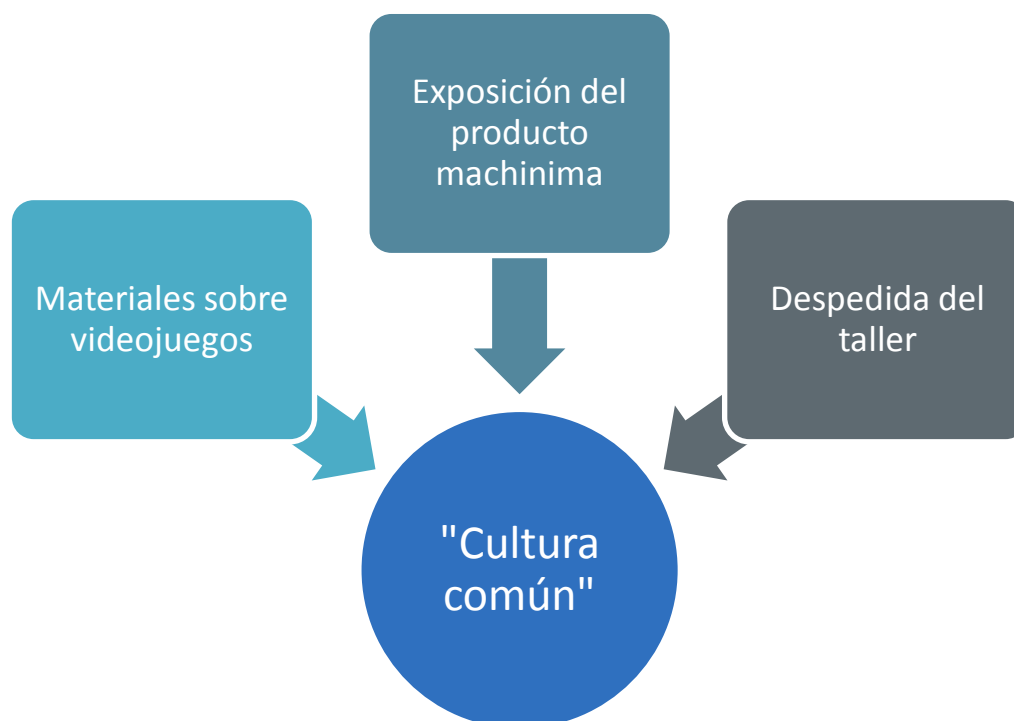 Exposición del
producto
machinima
Materiales sobre
videojuegos
Despedida del
taller
"Cultura
común"